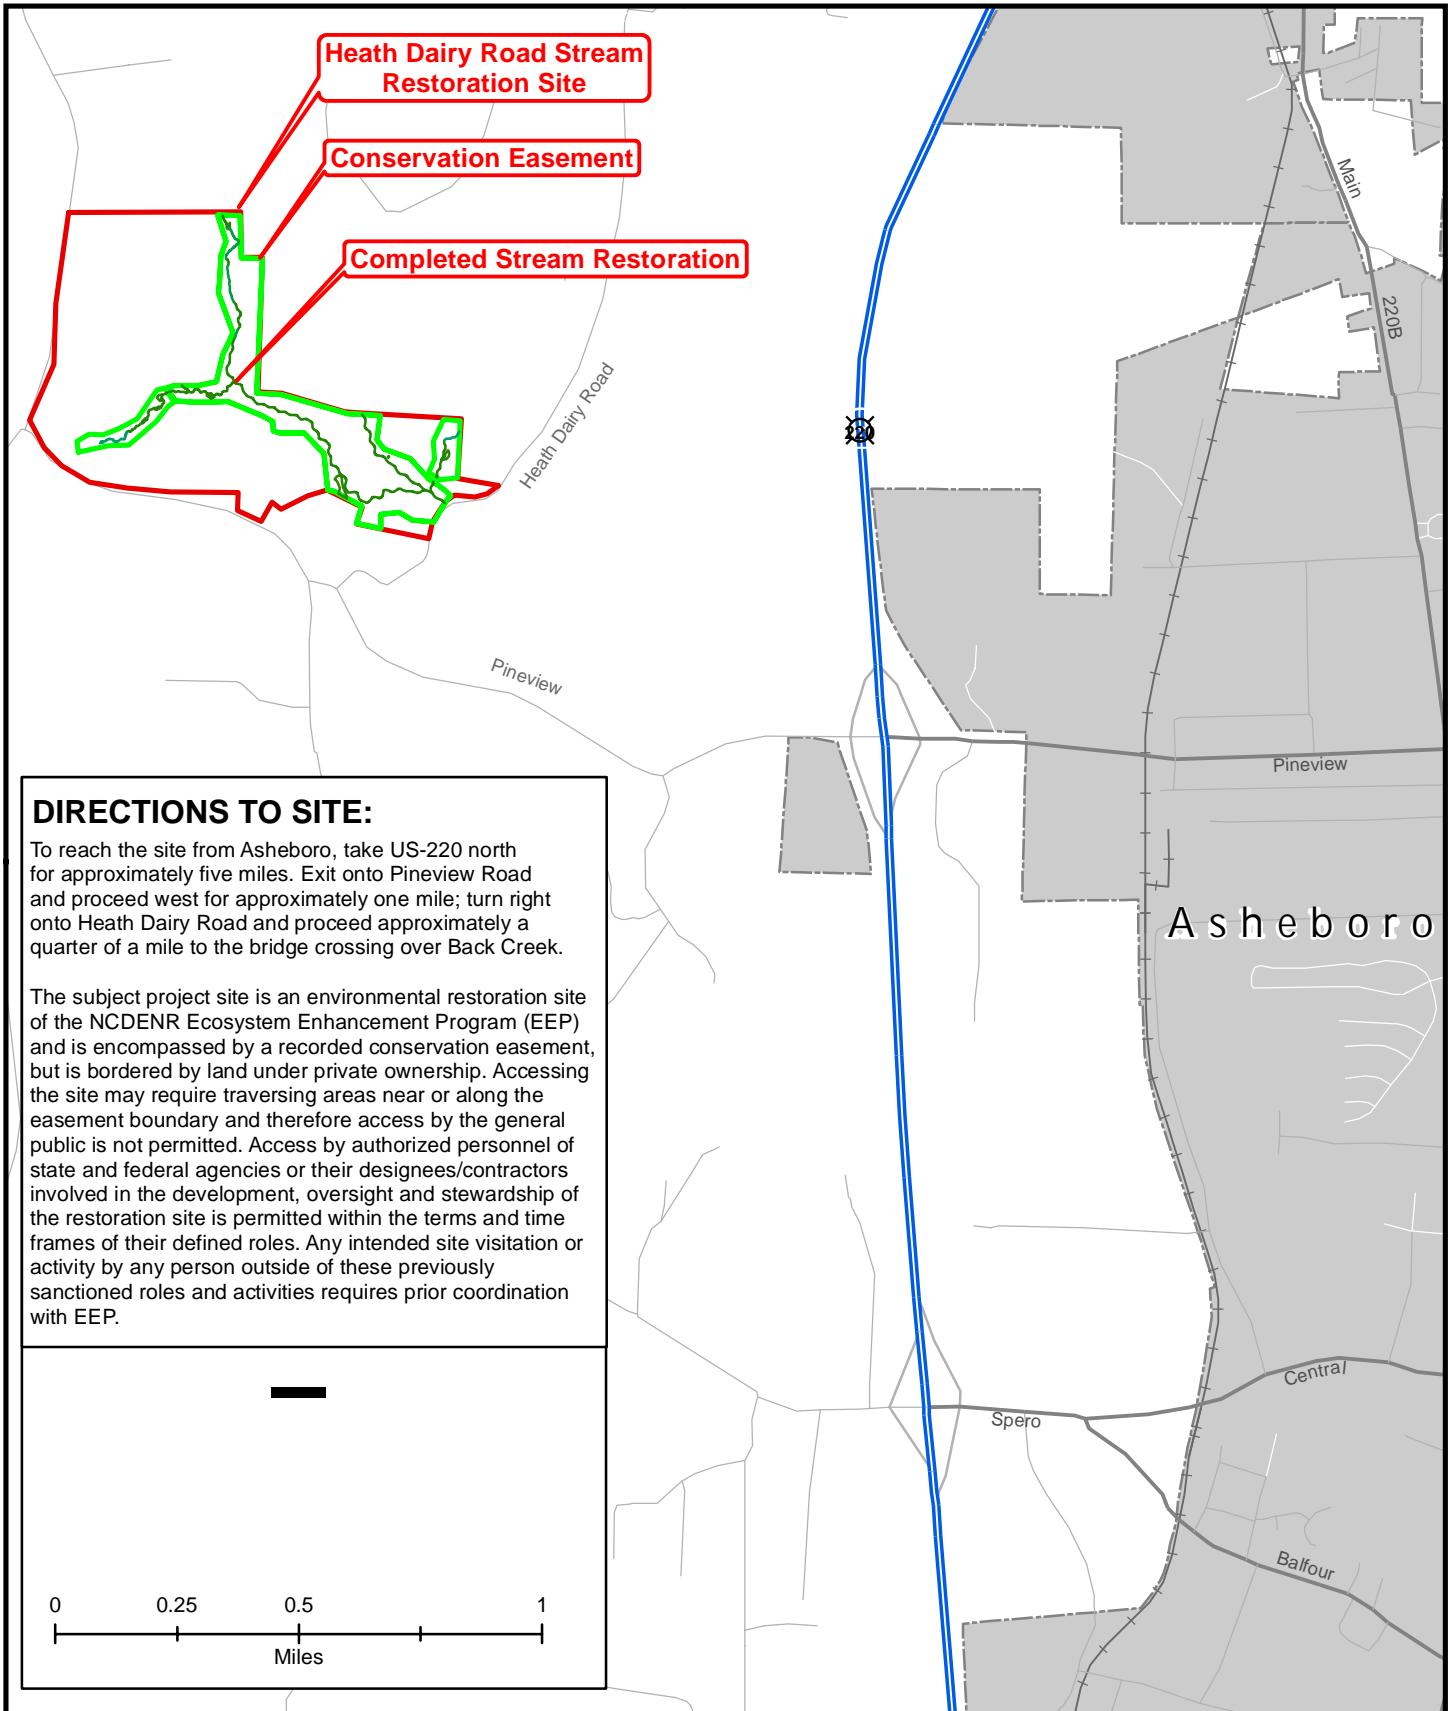 Heath Dairy Road Stream
Restoration Site
Conservation Easement
Completed Stream Restoration
Main
220B
Heath Dairy Road
220
Pineview
Pineview
DIRECTIONS TO SITE:
To reach the site from Asheboro, take US-220 north
for approximately five miles. Exit onto Pineview Road
and proceed west for approximately one mile; turn right
onto Heath Dairy Road and proceed approximately a
quarter of a mile to the bridge crossing over Back Creek.
The subject project site is an environmental restoration site
of the NCDENR Ecosystem Enhancement Program (EEP)
and is encompassed by a recorded conservation easement,
but is bordered by land under private ownership. Accessing
the site may require traversing areas near or along the
easement boundary and therefore access by the general
public is not permitted. Access by authorized personnel of
state and federal agencies or their designees/contractors
involved in the development, oversight and stewardship of
the restoration site is permitted within the terms and time
frames of their defined roles. Any intended site visitation or
activity by any person outside of these previously
sanctioned roles and activities requires prior coordination
with EEP.
Asheboro
Central
Spero
Balfour
0 0.25 0.5 1
Miles